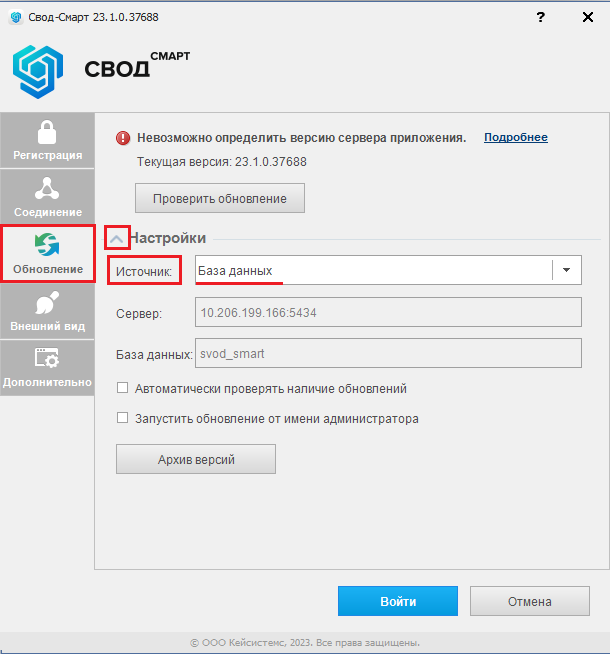 Свод-Смарт 23.1.0.37688
?
СВОД СМАРТ
Регистрация
Соединение
Обновление
Внешний вид
Дополнительно
Невозможно определить версию сервера приложения. Подробнее
Текущая версия: 23.1.0.37688
Проверить обновление
Настройки
Источник: База данных
Сервер: 10.206.199.166:5434
База данных: svod_smart
Автоматически проверять наличие обновлений
Запустить обновление от имени администратора
Архив версий
Войти Отмена
© ООО Кейсистемс, 2023. Все права защищены.